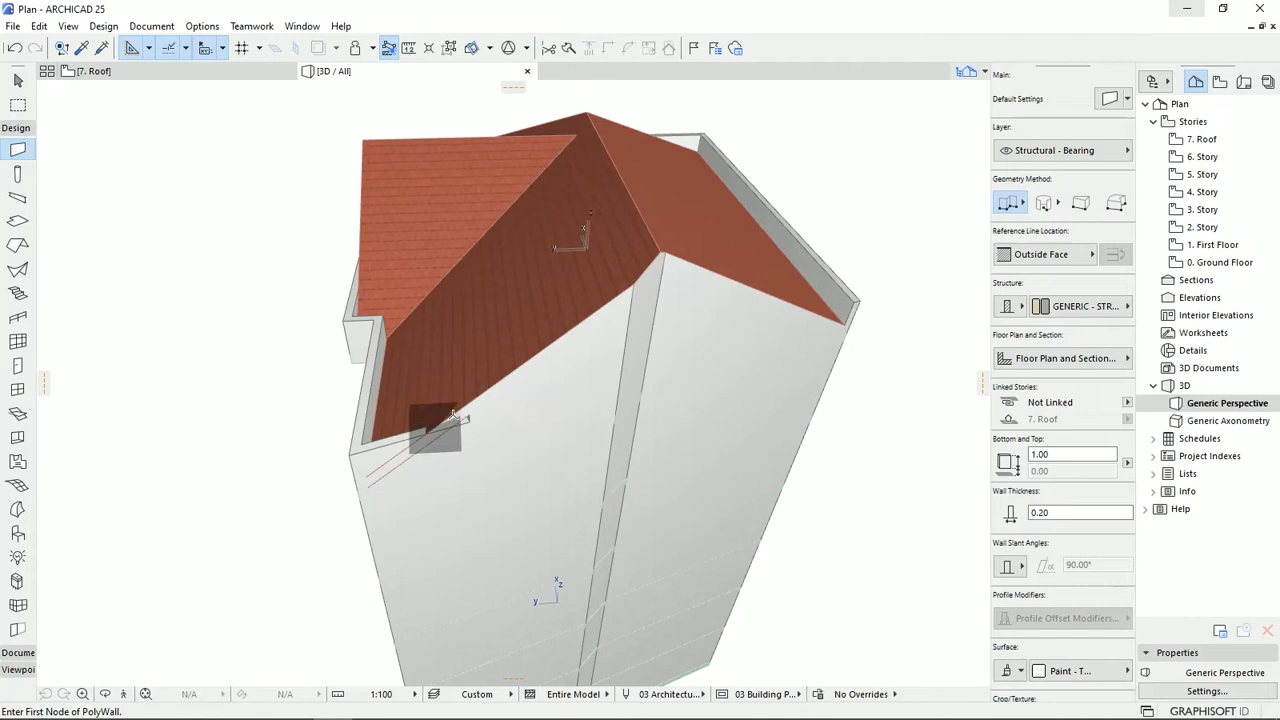 Plan - ARCHICAD 25
File Edit View Design Document Options Teamwork Window Help
[7. Roof]
[3D / All]
Design
Docume
Viewpoi
x
y
x
z
y
Main:
Default Settings
Layer:
Structural - Bearing
Geometry Method:
Reference Line Location:
Outside Face
Structure:
GENERIC - STR...
Floor Plan and Section:
Floor Plan and Section...
Linked Stories:
Not Linked
7. Roof
Bottom and Top:
1.00
0.00
Wall Thickness:
0.20
Wall Slant Angles:
α
90.00°
Profile Modifiers:
Profile Offset Modifiers...
Surface:
Paint - T...
Crop/Texture:
Plan
Stories
7. Roof
6. Story
5. Story
4. Story
3. Story
2. Story
1. First Floor
0. Ground Floor
Sections
Elevations
Interior Elevations
Worksheets
Details
3D Documents
3D
Generic Perspective
Generic Axonometry
Schedules
Project Indexes
Lists
Info
Help
Properties
Generic Perspective
Settings...
N/A
N/A
1:100
Custom
Entire Model
03 Architectu...
03 Building P...
No Overrides
Enter First Node of PolyWall.
GRAPHISOFT ID